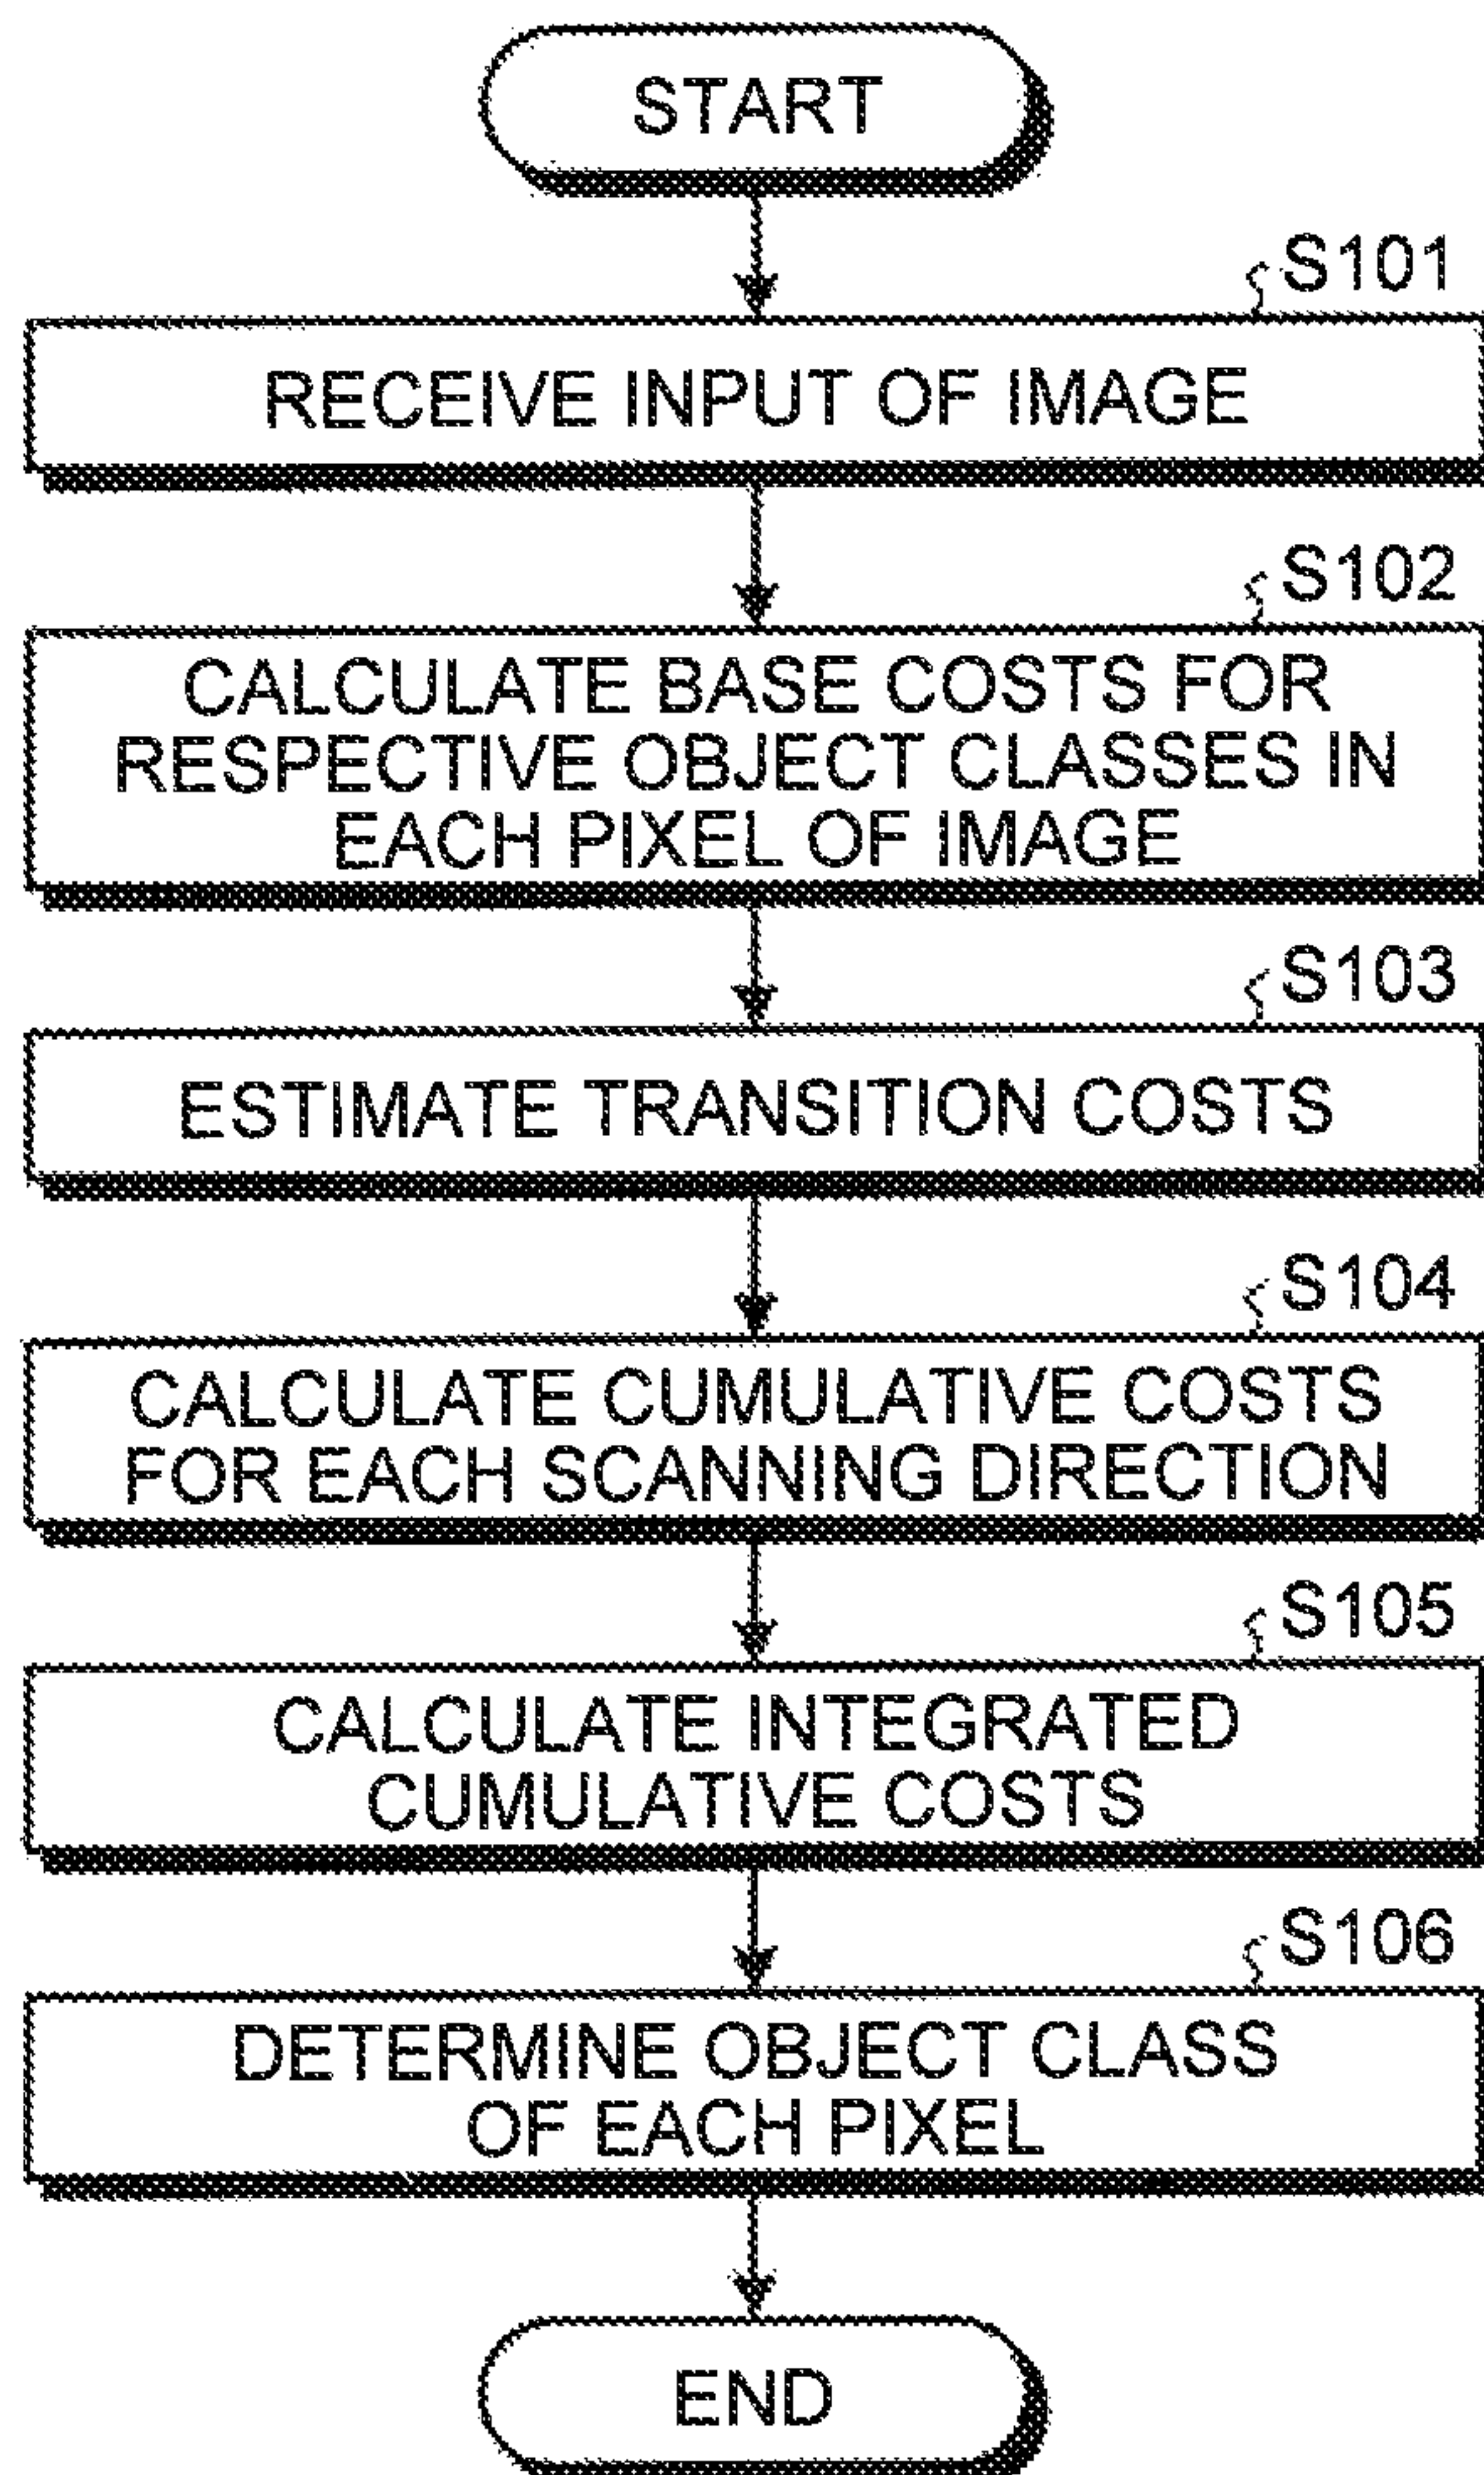 START
S101
RECEIVE INPUT OF IMAGE
S102
CALCULATE BASE COSTS FOR
RESPECTIVE OBJECT CLASSES IN
EACH PIXEL OF IMAGE
S103
ESTIMATE TRANSITION COSTS
S104
CALCULATE CUMULATIVE COSTS
FOR EACH SCANNING DIRECTION
S105
CALCULATE INTEGRATED
CUMULATIVE COSTS
S106
DETERMINE OBJECT CLASS
OF EACH PIXEL
END